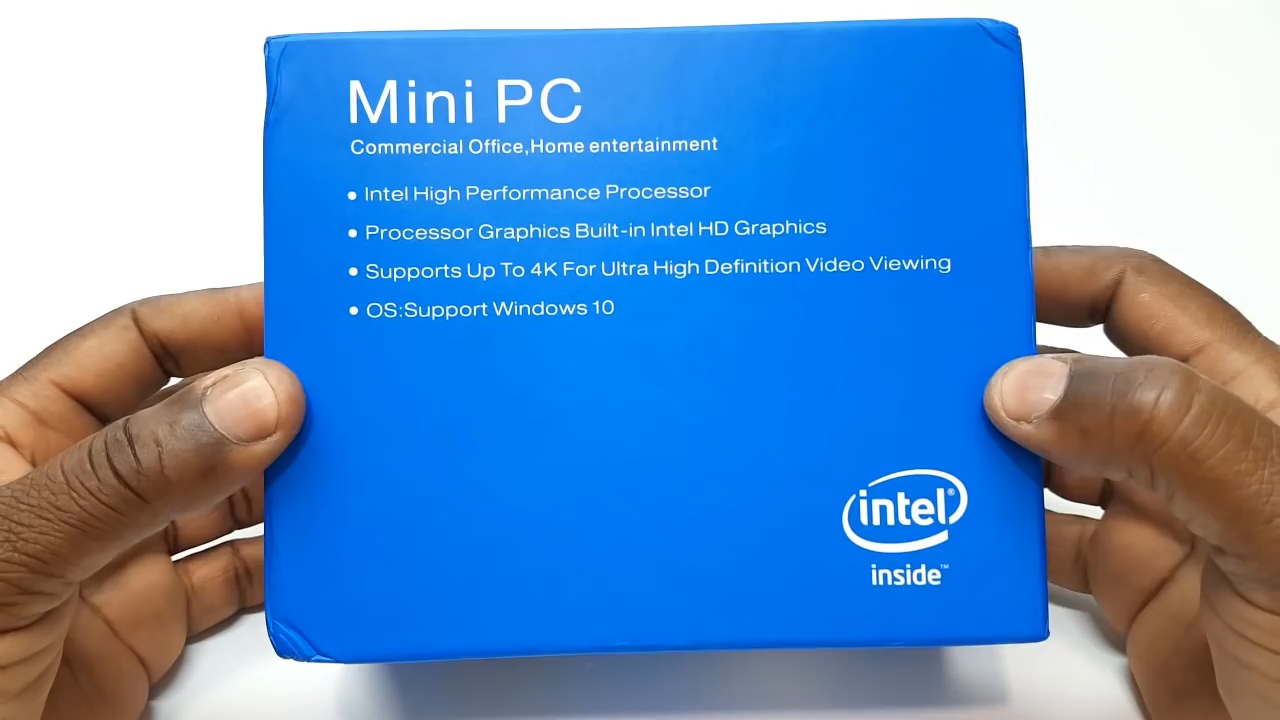 Mini PC
Commercial Office,Home entertainment
• Intel High Performance Processor
• Processor Graphics Built-in Intel HD Graphics
• Supports Up To 4K For Ultra High Definition Video Viewing
• OS:Support Windows 10
intel®
inside™